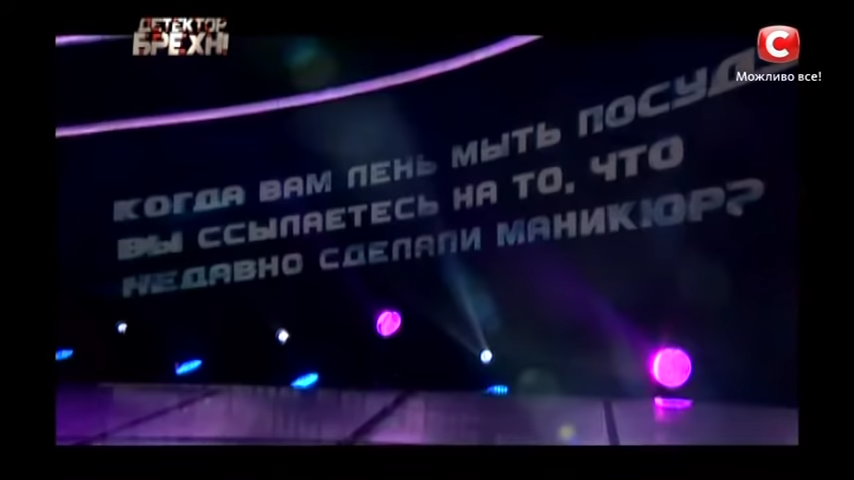 ДЕТЕКТОР
БРЕХНІ
Можливо все!
КОГДА ВАМ ЛЕНЬ МЫТЬ ПОСУДУ
ВЫ ССЫЛАЕТЕСЬ НА ТО, ЧТО
НЕДАВНО СДЕЛАЛИ МАНИКЮР?